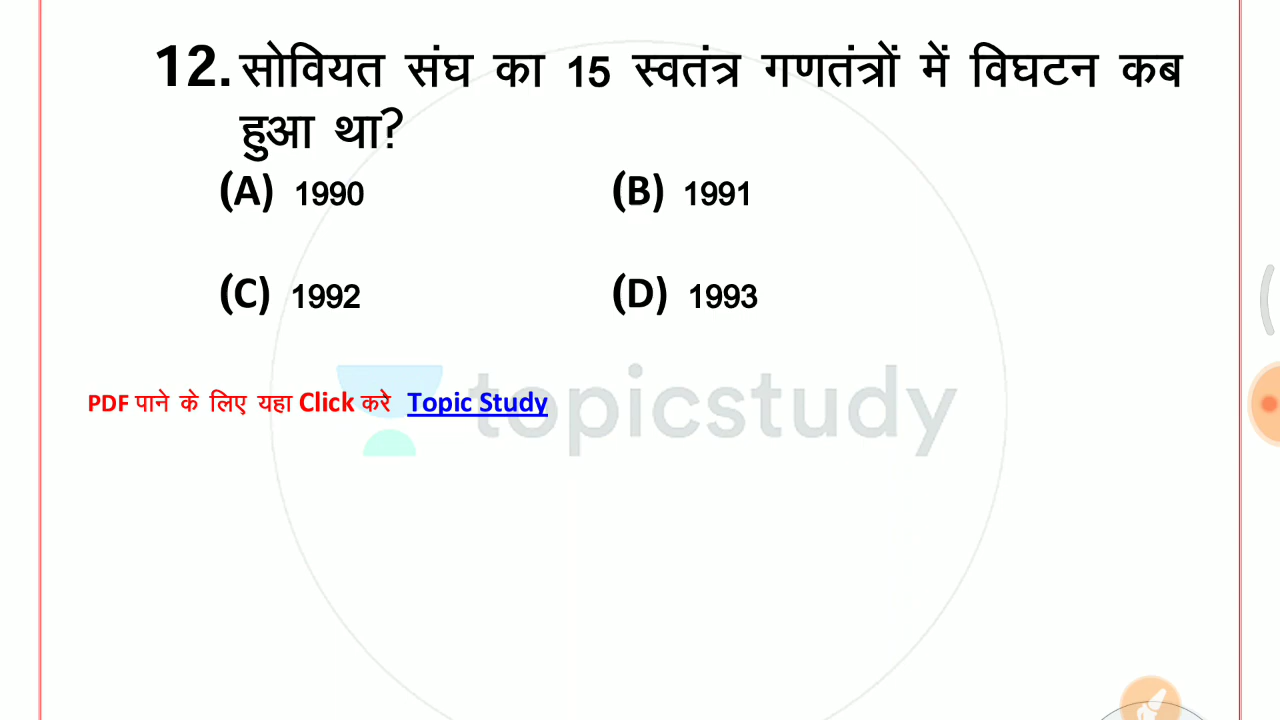 12. सोवियत संघ का 15 स्वतंत्र गणतंत्रों में विघटन कब
हुआ था?
(A) 1990 (B) 1991
(C) 1992 (D) 1993
topicstudy
PDF पाने के लिए यहा Click करे Topic Study